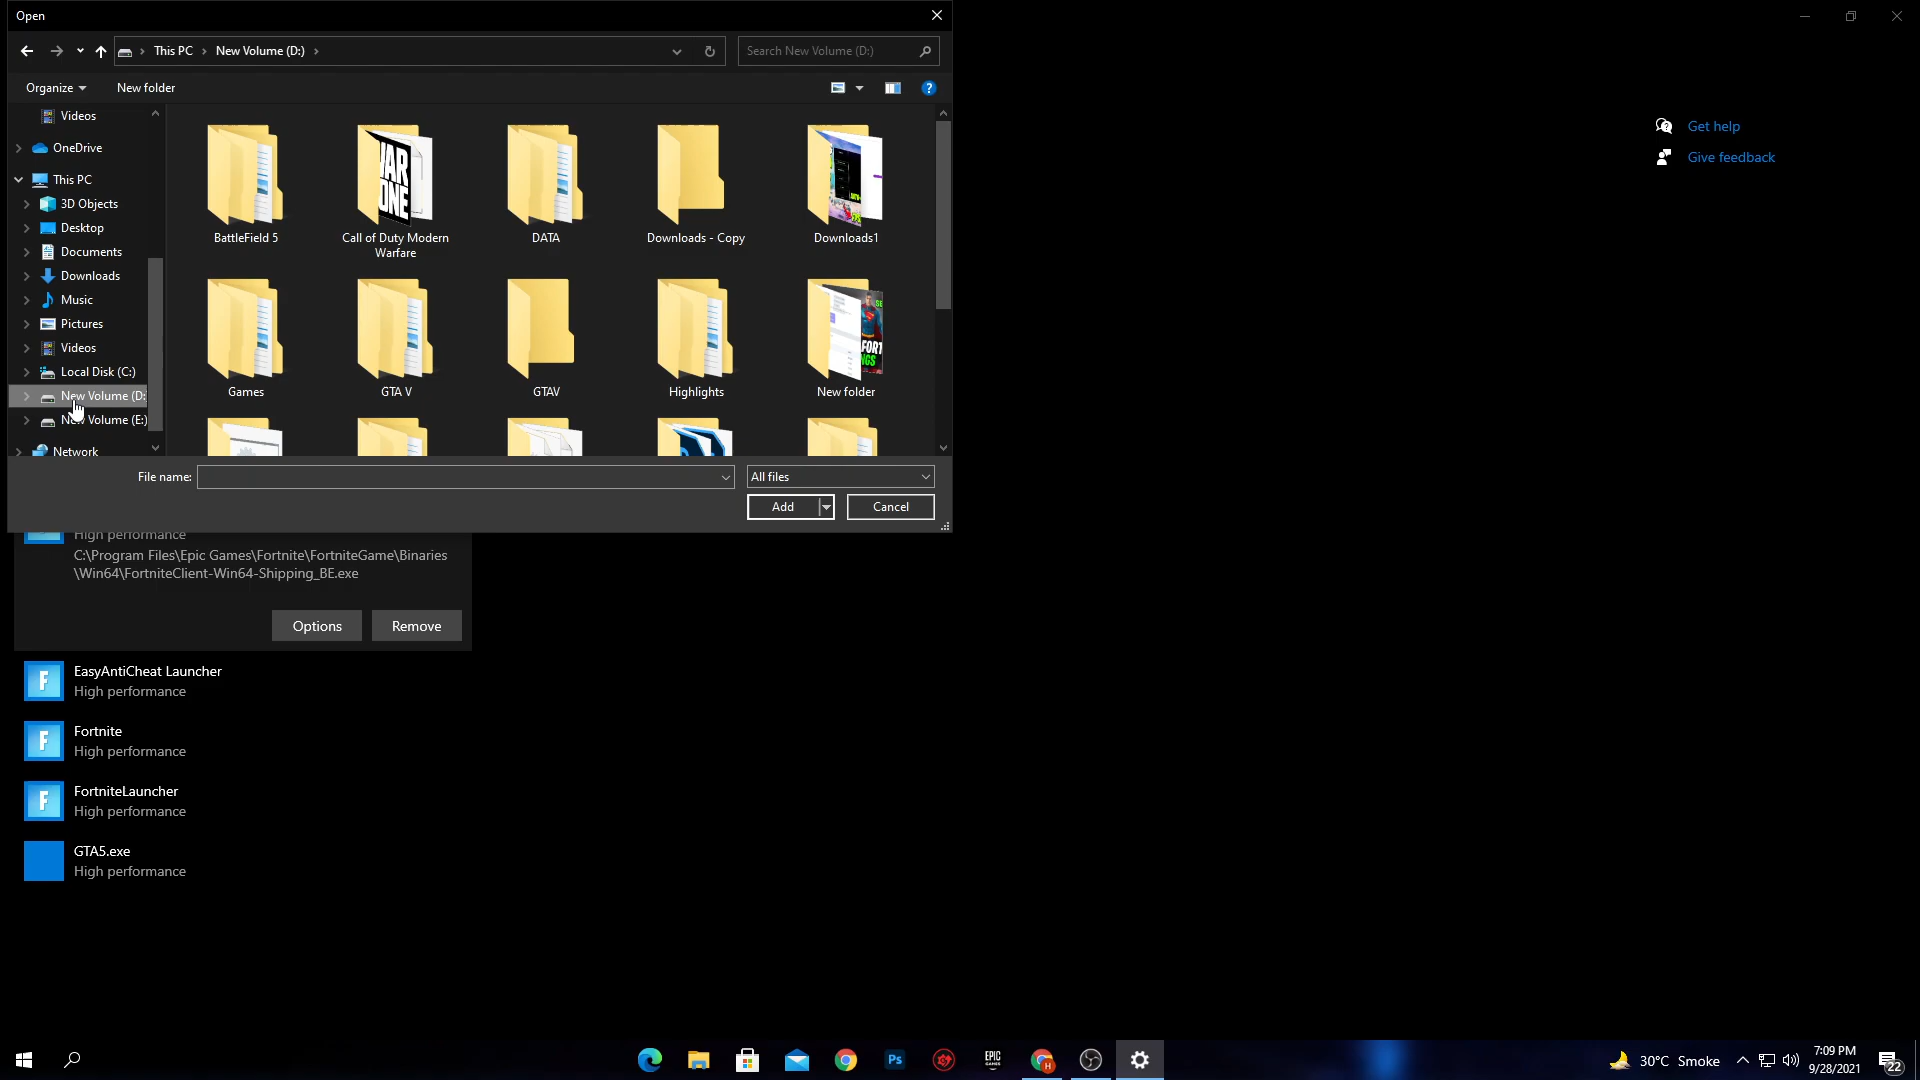 Open
This PC
New Volume (D:)
Search New Volume (D:)
Organize
New folder
Videos
OneDrive
This PC
3D Objects
Desktop
Documents
Downloads
Music
Pictures
Videos
Local Disk (C:)
New Volume (D:
New Volume (E:)
Network
BattleField 5
Call of Duty Modern
Warfare
DATA
Downloads - Copy
Downloads1
Games
GTA V
GTAV
Highlights
New folder
File name:
All files
Add
Cancel
Get help
Give feedback
High performance
C:\Program Files\Epic Games\Fortnite\FortniteGame\Binaries
\Win64\FortniteClient-Win64-Shipping_BE.exe
Options
Remove
EasyAntiCheat Launcher
High performance
Fortnite
High performance
FortniteLauncher
High performance
GTA5.exe
High performance
Ps
EPIC
GAMES
30°C Smoke
7:09 PM
9/28/2021
22